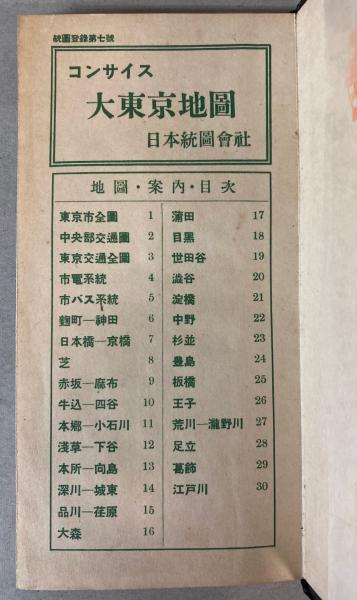 統圖登錄第七號
コンサイス
大東京地圖
日本統圖會社
地圖・案內・目次
東京市全圖 1
中央部交通圖 2
東京交通全圖 3
市電系統 4
市バス系統 5
麴町—神田 6
日本橋—京橋 7
芝 8
赤坂—麻布 9
牛込—四谷 10
本鄕—小石川 11
淺草—下谷 12
本所—向島 13
深川—城東 14
品川—荏原 15
大森 16
蒲田 17
目黑 18
世田谷 19
澁谷 20
淀橋 21
中野 22
杉並 23
豊島 24
板橋 25
王子 26
荒川—瀧野川 27
足立 28
葛飾 29
江戸川 30